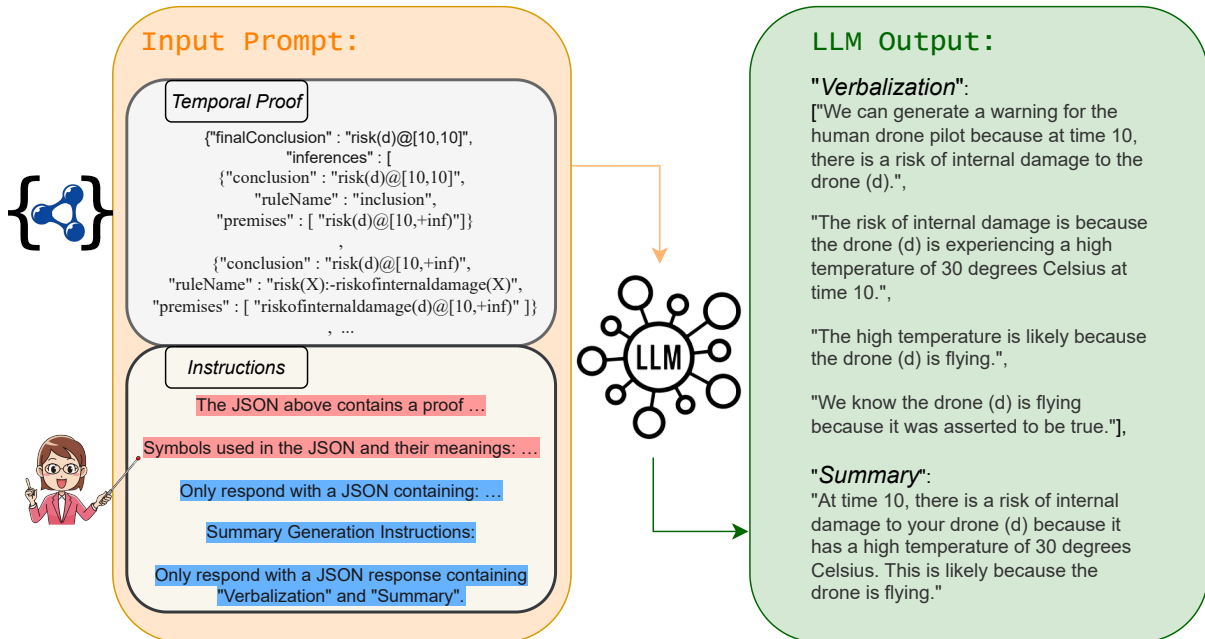 Input Prompt:
Temporal Proof
{"finalConclusion" : "risk(d)@[10,10]",
"inferences" : [
{"conclusion" : "risk(d)@[10,10]",
"ruleName" : "inclusion",
"premises" : [ "risk(d)@[10,+inf)"]}
,
{"conclusion" : "risk(d)@[10,+inf)",
"ruleName" : "risk(X):-riskofinternaldamage(X)",
"premises" : [ "riskofinternaldamage(d)@[10,+inf)" ]}
, ...
Instructions
The JSON above contains a proof ...
Symbols used in the JSON and their meanings: ...
Only respond with a JSON containing: ...
Summary Generation Instructions:
Only respond with a JSON response containing
"Verbalization" and "Summary".
LLM
LLM Output:
"Verbalization":
["We can generate a warning for the
human drone pilot because at time 10,
there is a risk of internal damage to the
drone (d).",
"The risk of internal damage is because
the drone (d) is experiencing a high
temperature of 30 degrees Celsius at
time 10.",
"The high temperature is likely because
the drone (d) is flying.",
"We know the drone (d) is flying
because it was asserted to be true."],
"Summary":
"At time 10, there is a risk of internal
damage to your drone (d) because it
has a high temperature of 30 degrees
Celsius. This is likely because the
drone is flying."